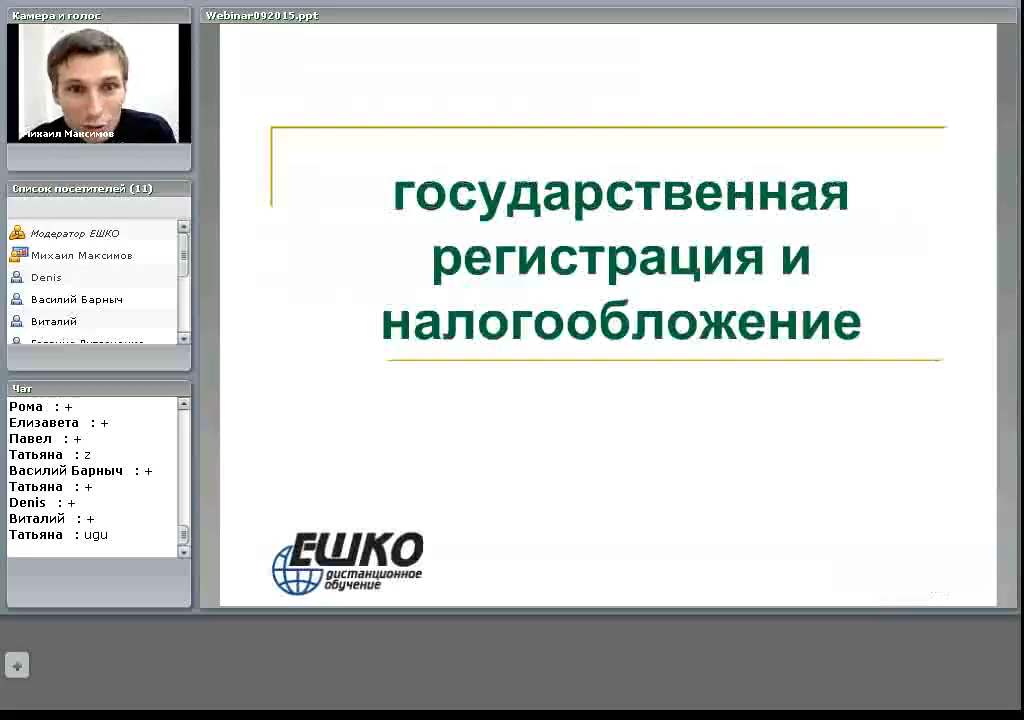 Камера и голос
Михаил Максимов
Список посетителей (11)
Модератор ЕШКО
Михаил Максимов
Denis
Василий Барныч
Виталий
Чат
Рома : +
Елизавета : +
Павел : +
Татьяна : z
Василий Барныч : +
Татьяна : +
Denis : +
Виталий : +
Татьяна : ugu
Webinar092015.ppt
государственная
регистрация и
налогообложение
ЕШКО
дистанционное
обучение